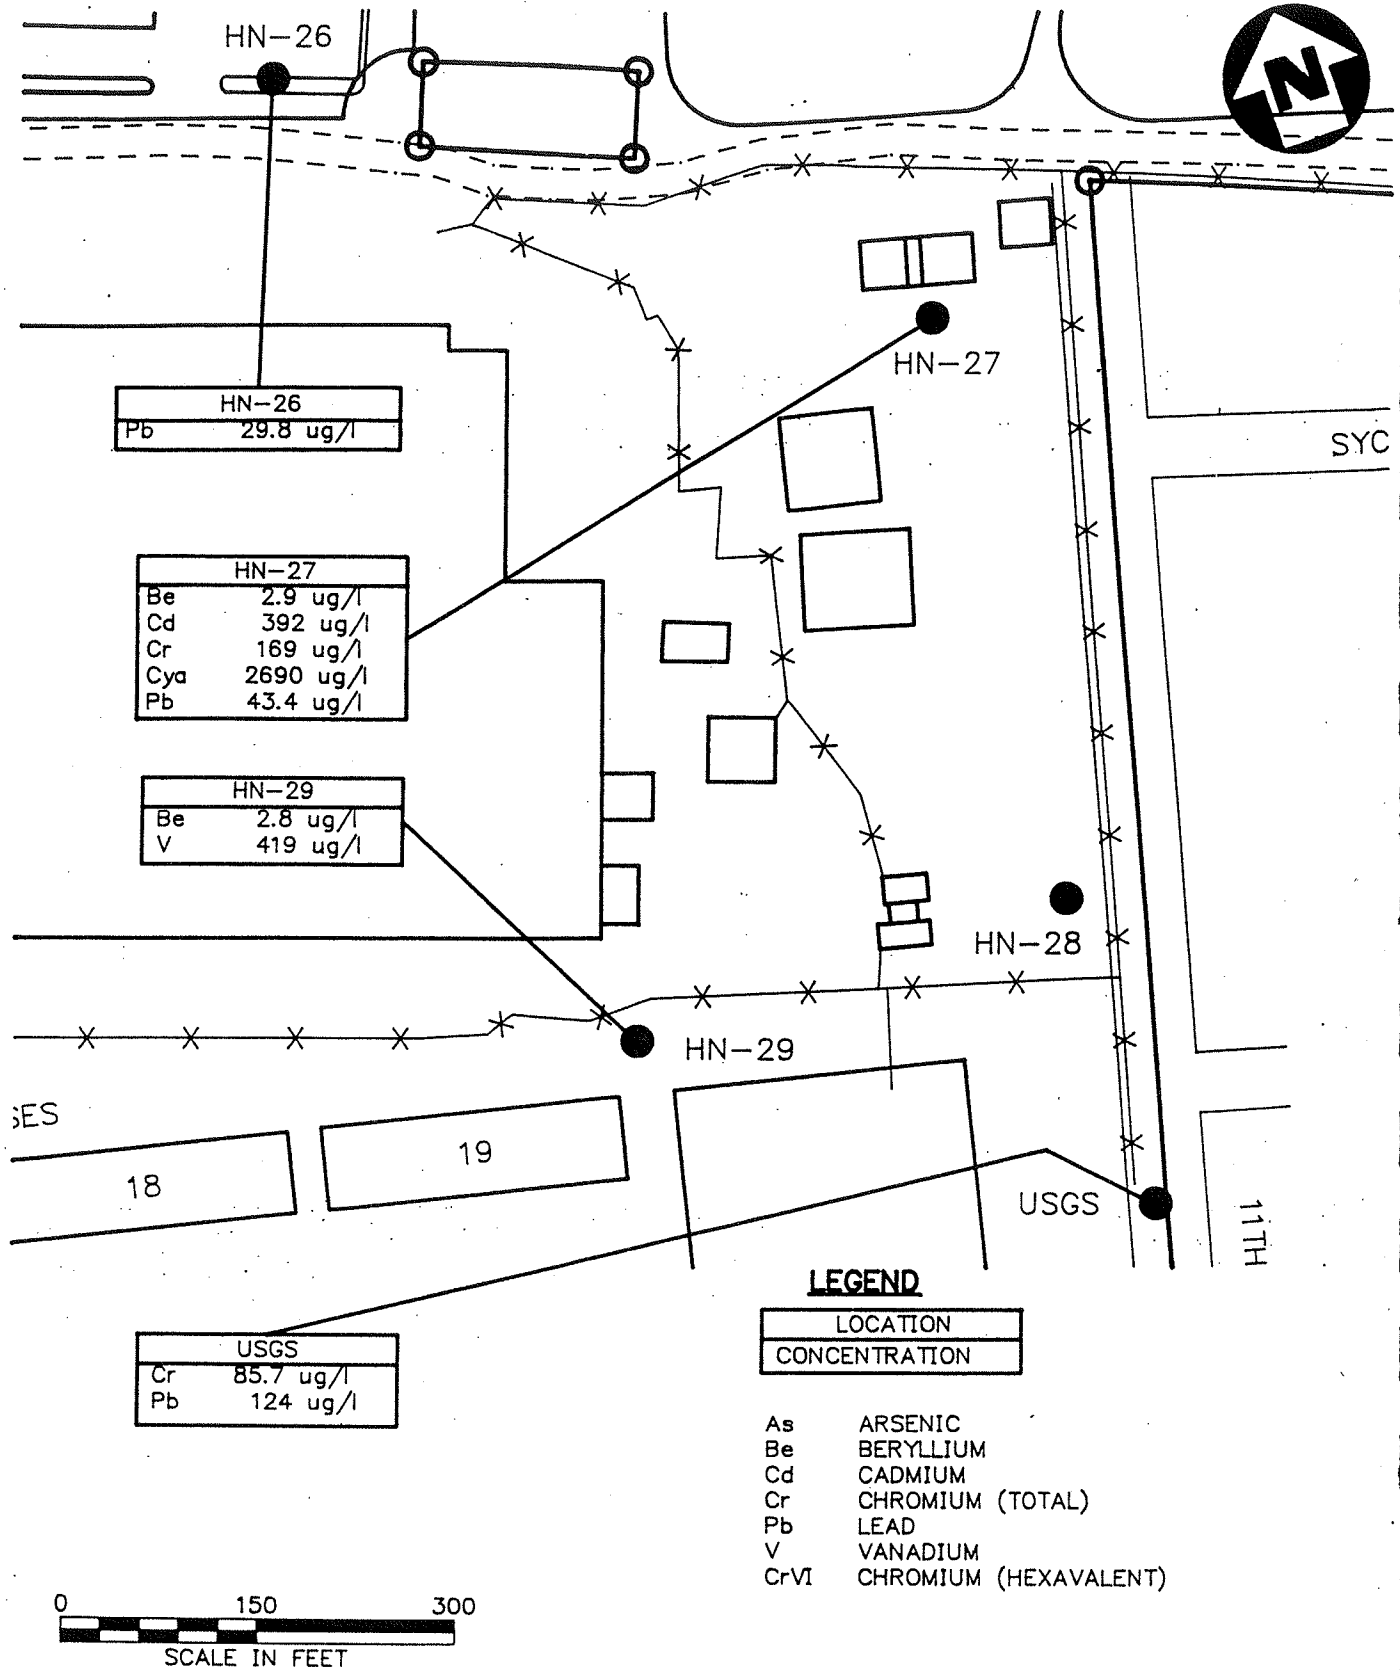 HN-26
N
HN-27
SYC
HN-26
Pb 29.8 ug/l
HN-27
Be 2.9 ug/l
Cd 392 ug/l
Cr 169 ug/l
Cya 2690 ug/l
Pb 43.4 ug/l
HN-29
Be 2.8 ug/l
V 419 ug/l
HN-28
HN-29
SES
18
19
USGS
11TH
USGS
Cr 85.7 ug/l
Pb 124 ug/l
LEGEND
LOCATION
CONCENTRATION
As ARSENIC
Be BERYLLIUM
Cd CADMIUM
Cr CHROMIUM (TOTAL)
Pb LEAD
V VANADIUM
CrVI CHROMIUM (HEXAVALENT)
0 150 300
SCALE IN FEET